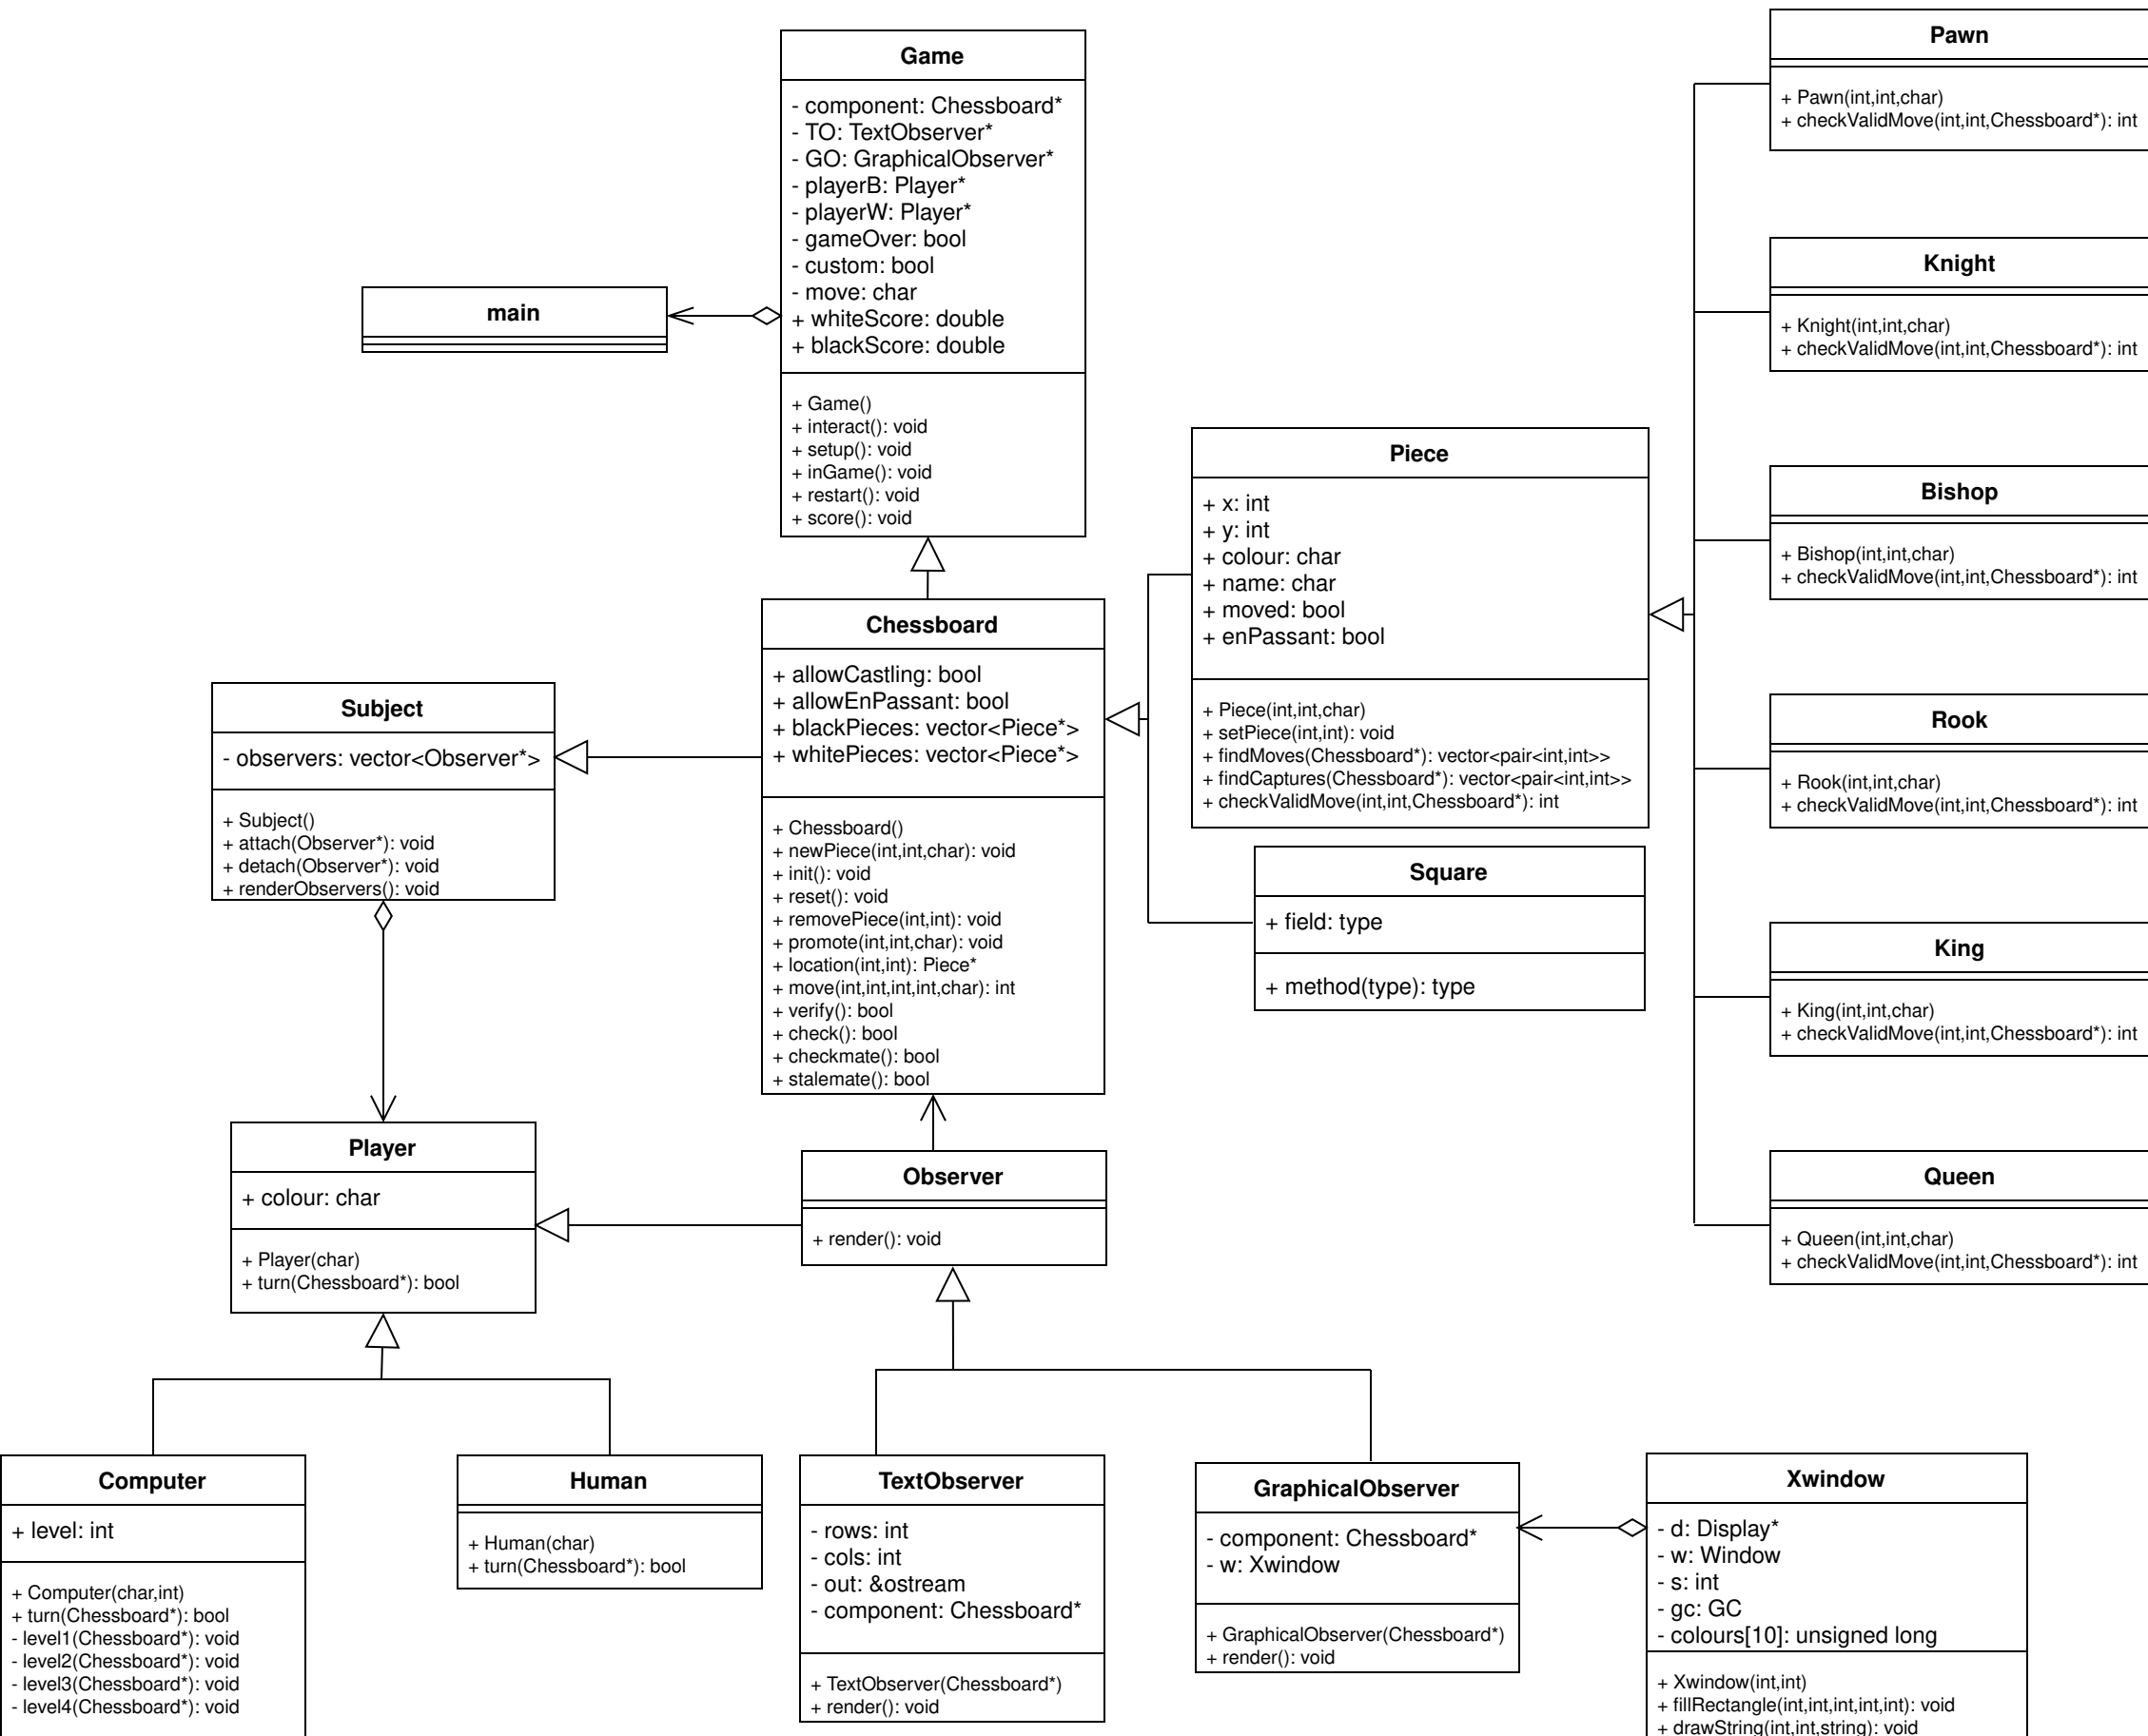 Game
- component: Chessboard*
- TO: TextObserver*
- GO: GraphicalObserver*
- playerB: Player*
- playerW: Player*
- gameOver: bool
- custom: bool
- move: char
+ whiteScore: double
+ blackScore: double
+ Game()
+ interact(): void
+ setup(): void
+ inGame(): void
+ restart(): void
+ score(): void
main
Pawn
+ Pawn(int,int,char)
+ checkValidMove(int,int,Chessboard*): int
Knight
+ Knight(int,int,char)
+ checkValidMove(int,int,Chessboard*): int
Bishop
+ Bishop(int,int,char)
+ checkValidMove(int,int,Chessboard*): int
Rook
+ Rook(int,int,char)
+ checkValidMove(int,int,Chessboard*): int
King
+ King(int,int,char)
+ checkValidMove(int,int,Chessboard*): int
Queen
+ Queen(int,int,char)
+ checkValidMove(int,int,Chessboard*): int
Piece
+ x: int
+ y: int
+ colour: char
+ name: char
+ moved: bool
+ enPassant: bool
+ Piece(int,int,char)
+ setPiece(int,int): void
+ findMoves(Chessboard*): vector<pair<int,int>>
+ findCaptures(Chessboard*): vector<pair<int,int>>
+ checkValidMove(int,int,Chessboard*): int
Square
+ field: type
+ method(type): type
Chessboard
+ allowCastling: bool
+ allowEnPassant: bool
+ blackPieces: vector<Piece*>
+ whitePieces: vector<Piece*>
+ Chessboard()
+ newPiece(int,int,char): void
+ init(): void
+ reset(): void
+ removePiece(int,int): void
+ promote(int,int,char): void
+ location(int,int): Piece*
+ move(int,int,int,int,char): int
+ verify(): bool
+ check(): bool
+ checkmate(): bool
+ stalemate(): bool
Subject
- observers: vector<Observer*>
+ Subject()
+ attach(Observer*): void
+ detach(Observer*): void
+ renderObservers(): void
Player
+ colour: char
+ Player(char)
+ turn(Chessboard*): bool
Observer
+ render(): void
Computer
+ level: int
+ Computer(char,int)
+ turn(Chessboard*): bool
- level1(Chessboard*): void
- level2(Chessboard*): void
- level3(Chessboard*): void
- level4(Chessboard*): void
Human
+ Human(char)
+ turn(Chessboard*): bool
TextObserver
- rows: int
- cols: int
- out: &ostream
- component: Chessboard*
+ TextObserver(Chessboard*)
+ render(): void
GraphicalObserver
- component: Chessboard*
- w: Xwindow
+ GraphicalObserver(Chessboard*)
+ render(): void
Xwindow
- d: Display*
- w: Window
- s: int
- gc: GC
- colours[10]: unsigned long
+ Xwindow(int,int)
+ fillRectangle(int,int,int,int,int): void
+ drawString(int,int,string): void